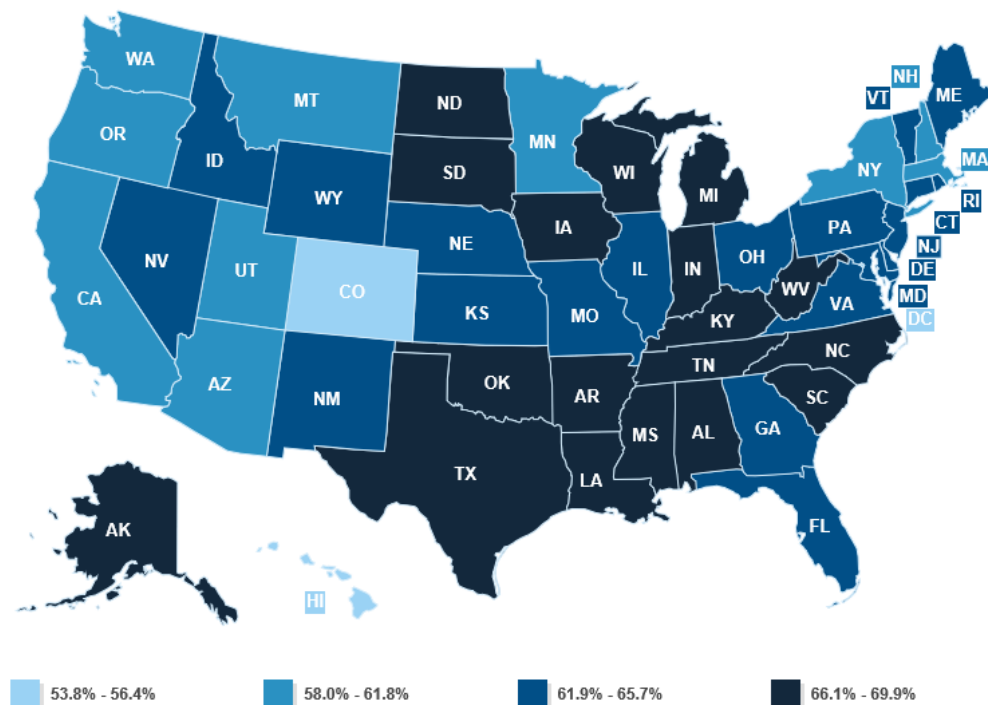 WA
MT
ND
MN
OR
ID
SD
WI
MI
NY
VT
NH
ME
MA
RI
CT
WY
IA
NE
PA
NJ
NV
UT
IL
IN
OH
DE
CA
CO
WV
MD
VA
DC
KS
MO
KY
NC
TN
AZ
NM
OK
AR
SC
MS
AL
GA
TX
LA
AK
FL
HI
53.8% - 56.4%
58.0% - 61.8%
61.9% - 65.7%
66.1% - 69.9%